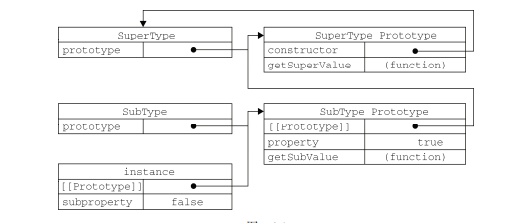 SuperType
prototype
SuperType Prototype
constructor
getSuperValue (function)
SubType
prototype
SubType Prototype
[[Prototype]]
property true
getSubValue (function)
instance
[[Prototype]]
subproperty false